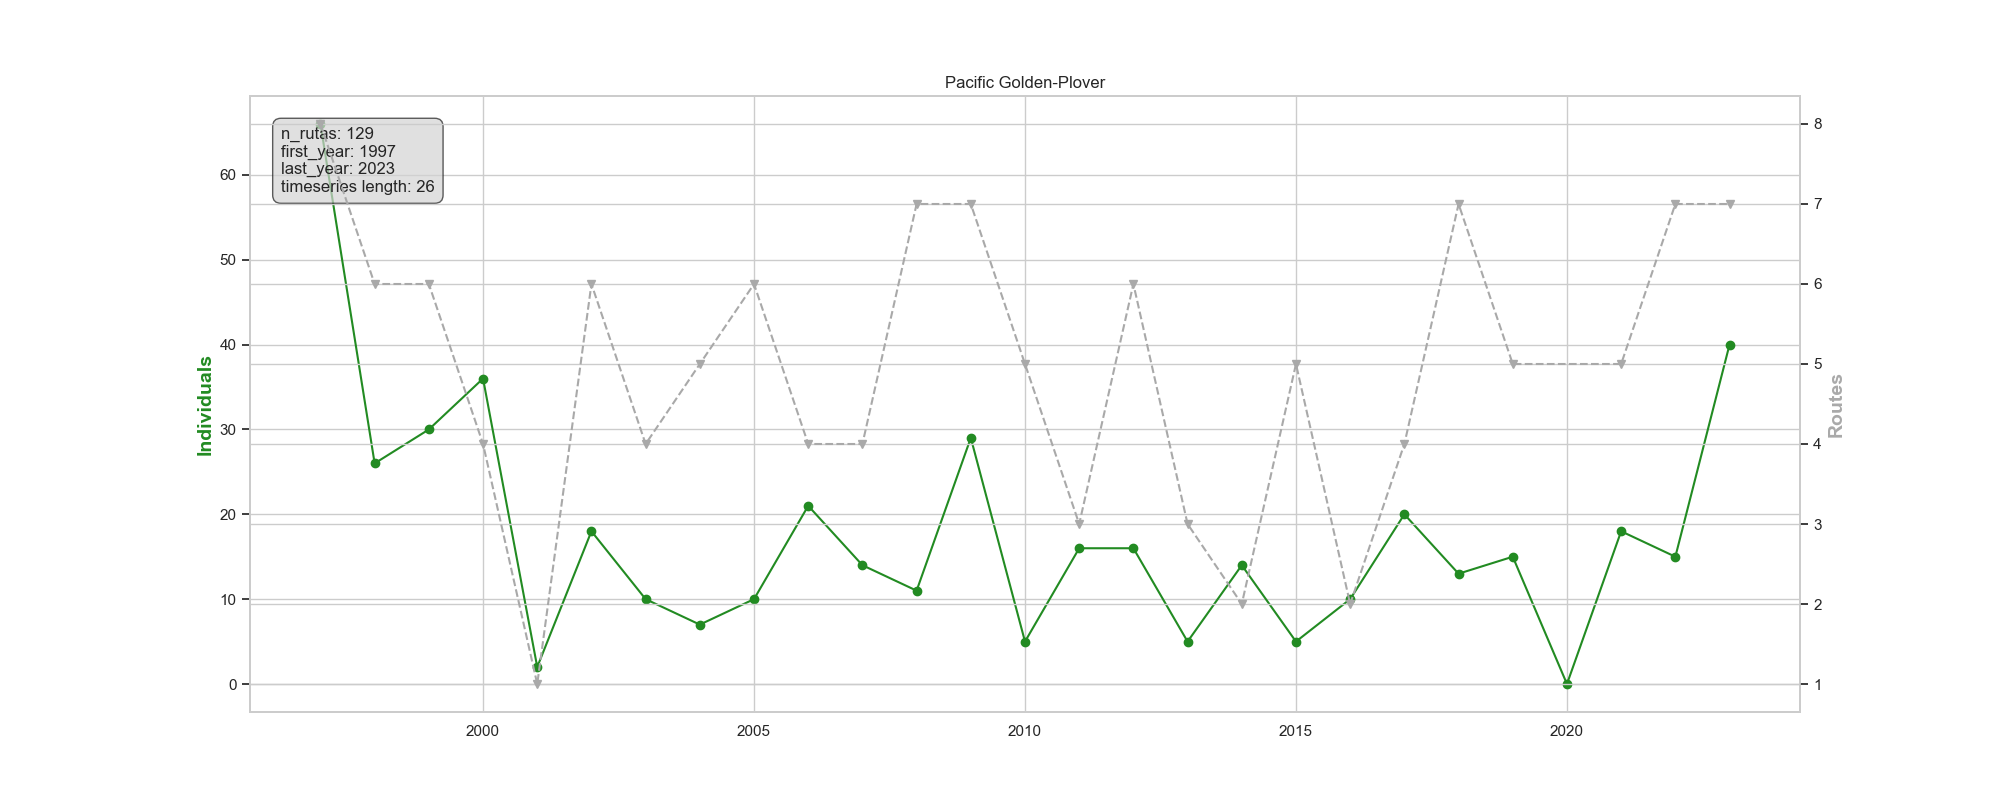 Pacific Golden-Plover
n_rutas: 129
first_year: 1997
last_year: 2023
timeseries length: 26
Individuals
60
50
40
30
20
10
0
8
7
6
5
4
3
2
1
Routes
2000
2005
2010
2015
2020